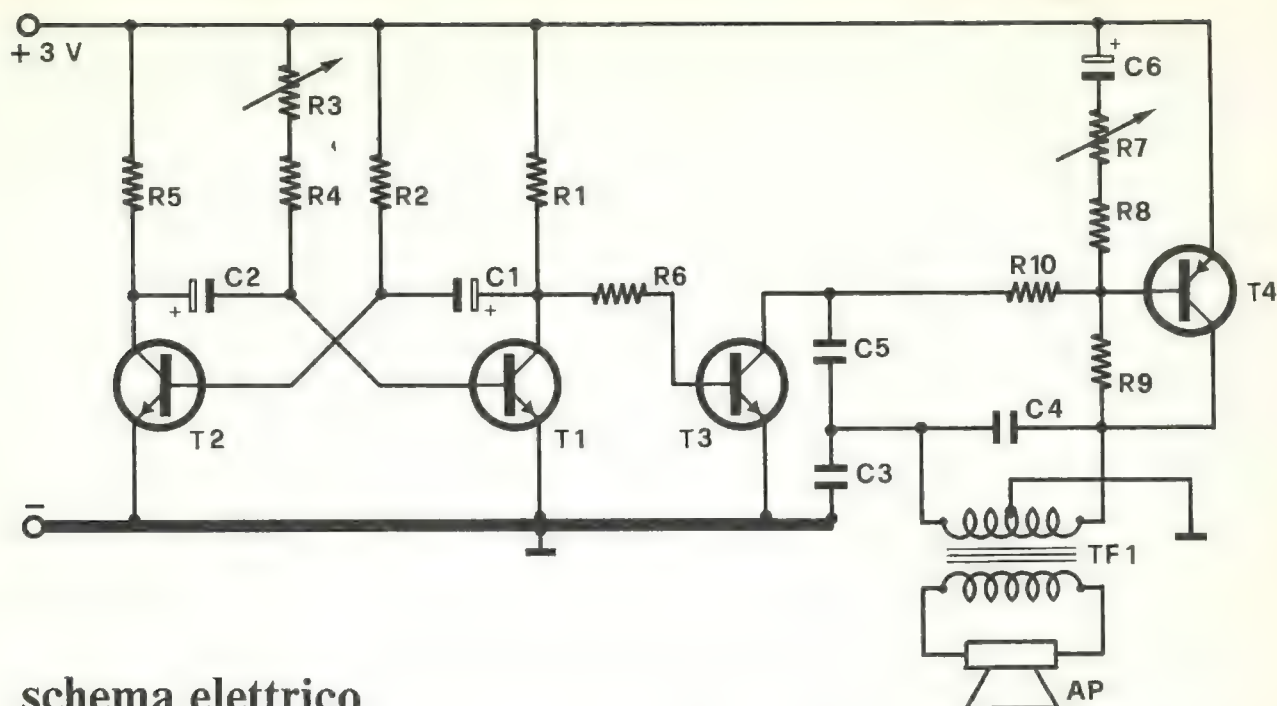 + 3 V
R3
C6
R7
R5
R4
R2
R1
R8
C2
C1
R6
R10
T4
+
+
+
C5
R9
T2
T1
T3
C4
C3
–
TF1
AP
schema elettrico